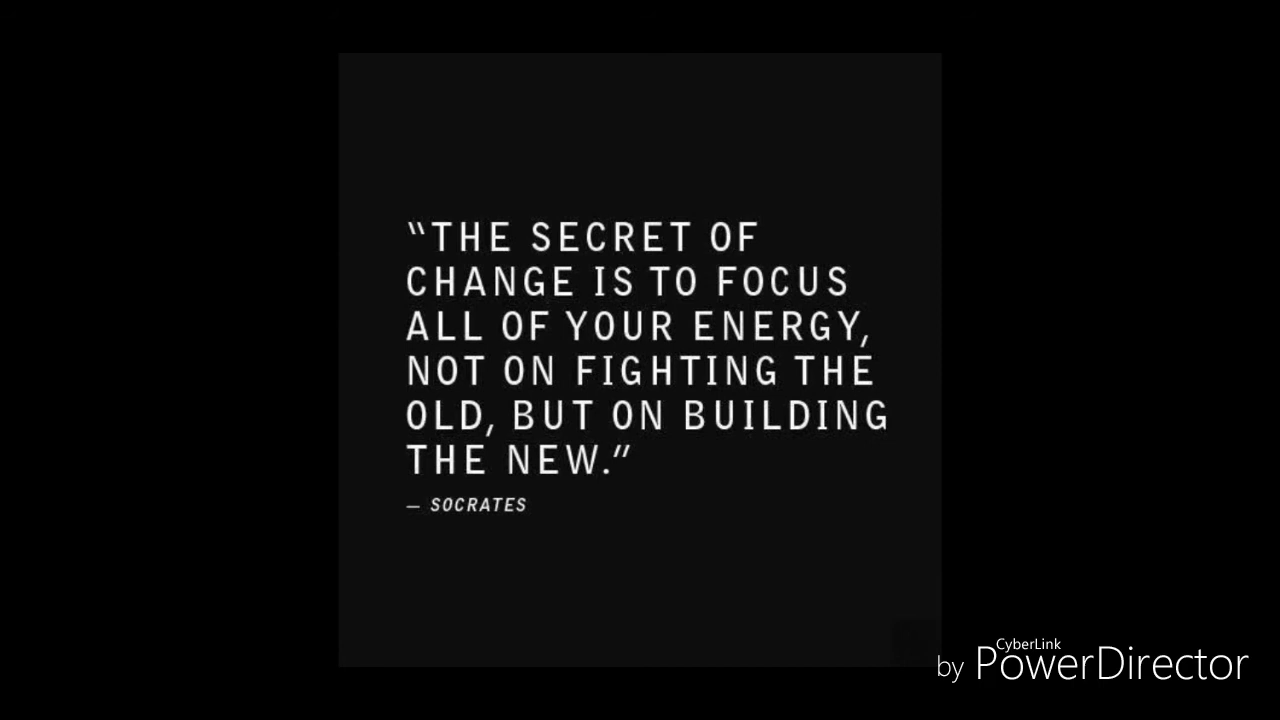 “THE SECRET OF
CHANGE IS TO FOCUS
ALL OF YOUR ENERGY,
NOT ON FIGHTING THE
OLD, BUT ON BUILDING
THE NEW.”
— SOCRATES
CyberLink
by PowerDirector